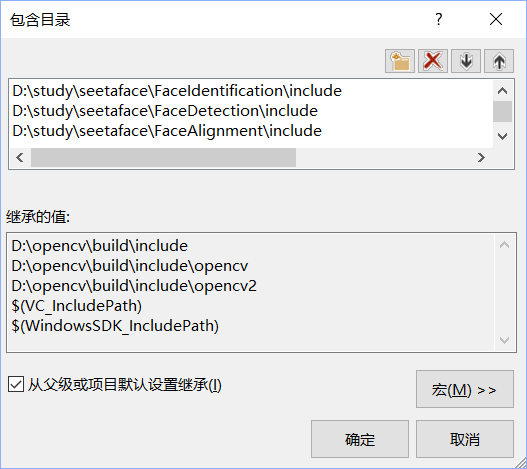 包含目录
D:\study\seetaface\FaceIdentification\include
D:\study\seetaface\FaceDetection\include
D:\study\seetaface\FaceAlignment\include
继承的值:
D:\opencv\build\include
D:\opencv\build\include\opencv
D:\opencv\build\include\opencv2
$(VC_IncludePath)
$(WindowsSDK_IncludePath)
从父级或项目默认设置继承(I)
宏(M) >>
确定
取消